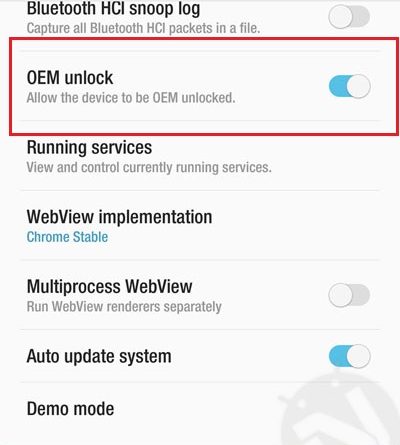 Bluetooth HCI snoop log
Capture all Bluetooth HCI packets in a file.
OEM unlock
Allow the device to be OEM unlocked.
Running services
View and control currently running services.
WebView implementation
Chrome Stable
Multiprocess WebView
Run WebView renderers separately
Auto update system
Demo mode